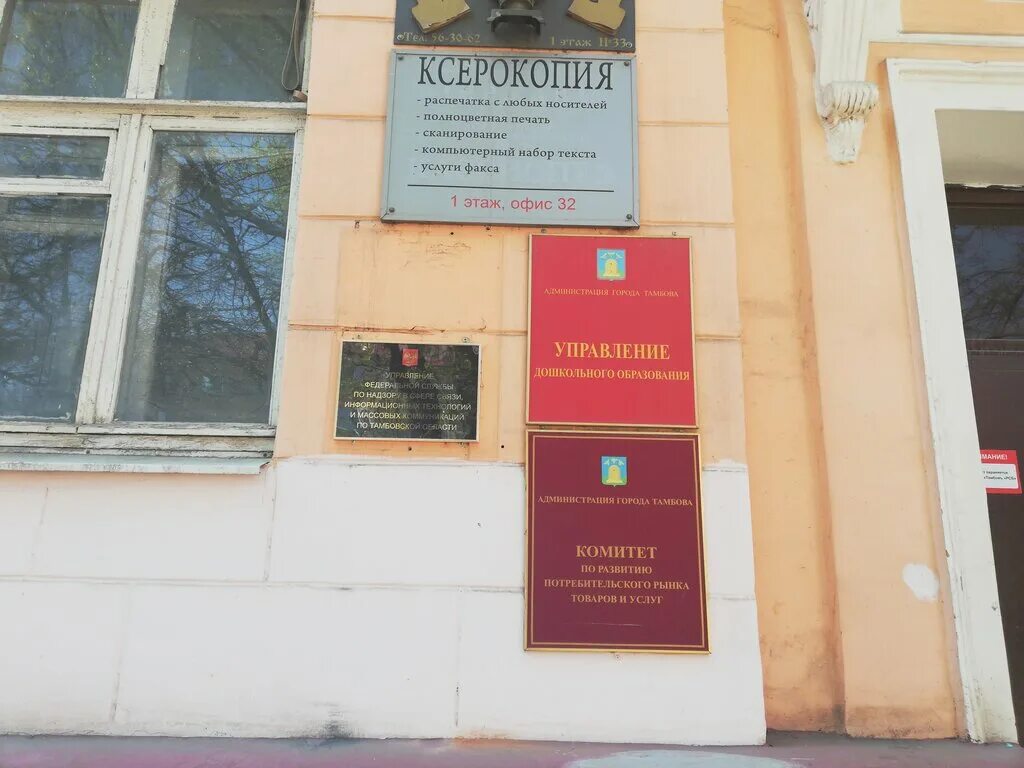 Тел. 56-30-62
1 этаж П 33
КСЕРОКОПИЯ
- распечатка с любых носителей
- полноцветная печать
- сканирование
- компьютерный набор текста
- услуги факса
1 этаж, офис 32
АДМИНИСТРАЦИЯ ГОРОДА ТАМБОВА
УПРАВЛЕНИЕ
ДОШКОЛЬНОГО ОБРАЗОВАНИЯ
УПРАВЛЕНИЕ
ФЕДЕРАЛЬНОЙ СЛУЖБЫ
ПО НАДЗОРУ В СФЕРЕ СВЯЗИ,
ИНФОРМАЦИОННЫХ ТЕХНОЛОГИЙ
И МАССОВЫХ КОММУНИКАЦИЙ
ПО ТАМБОВСКОЙ ОБЛАСТИ
АДМИНИСТРАЦИЯ ГОРОДА ТАМБОВА
КОМИТЕТ
ПО РАЗВИТИЮ
ПОТРЕБИТЕЛЬСКОГО РЫНКА
ТОВАРОВ И УСЛУГ
МАНИЕ!